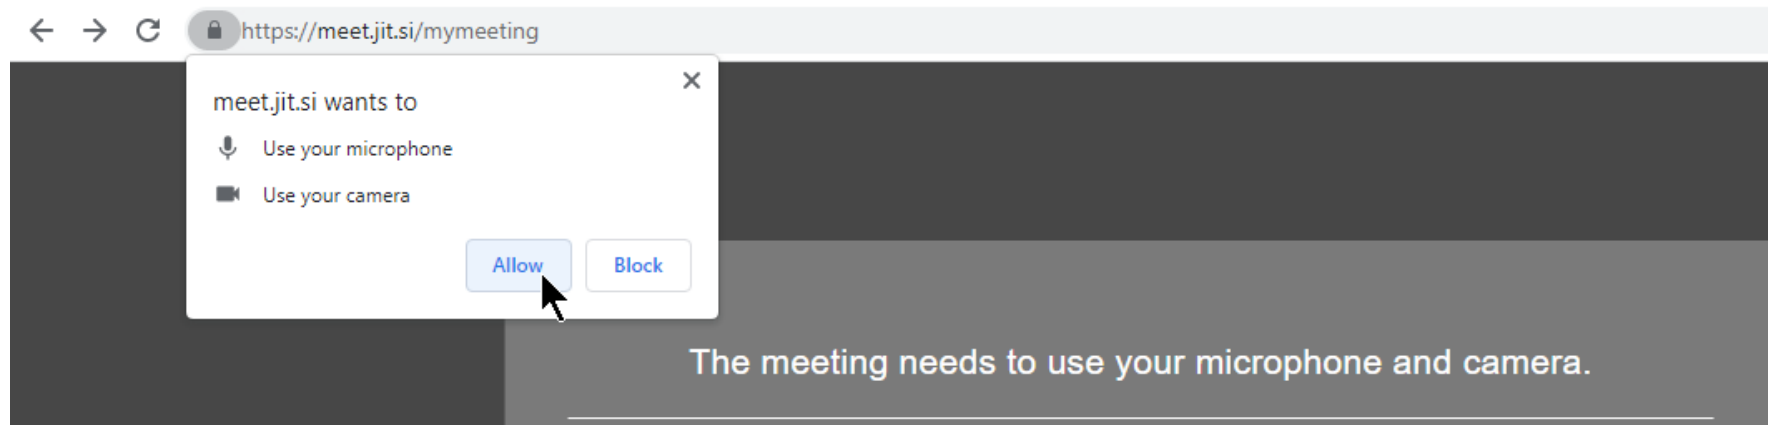 https://meet.jit.si/mymeeting
meet.jit.si wants to
Use your microphone
Use your camera
Allow Block
The meeting needs to use your microphone and camera.